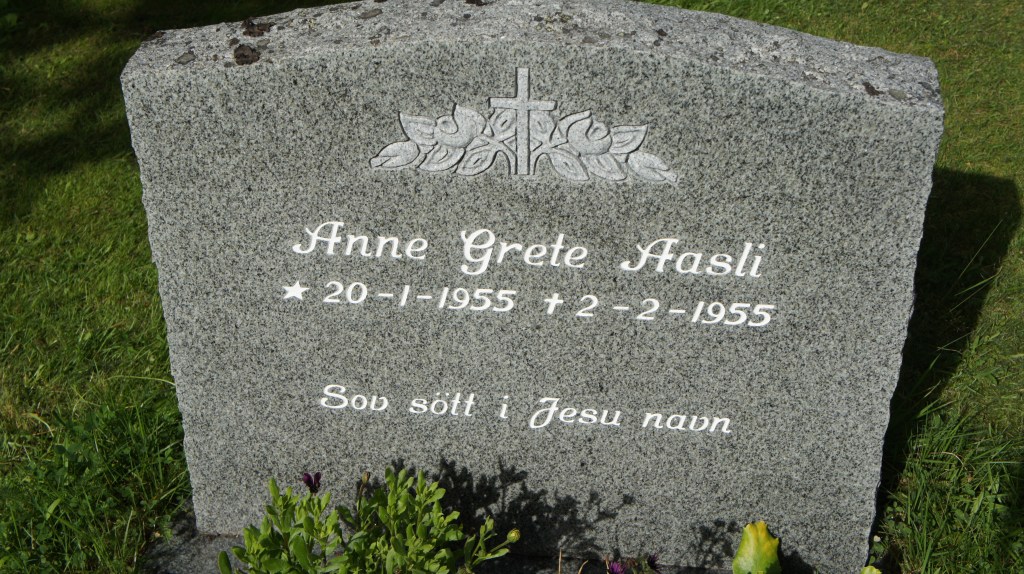 Anne Grete Aasli
★ 20-1-1955 ✝ 2-2-1955
Sov sött i Jesu navn